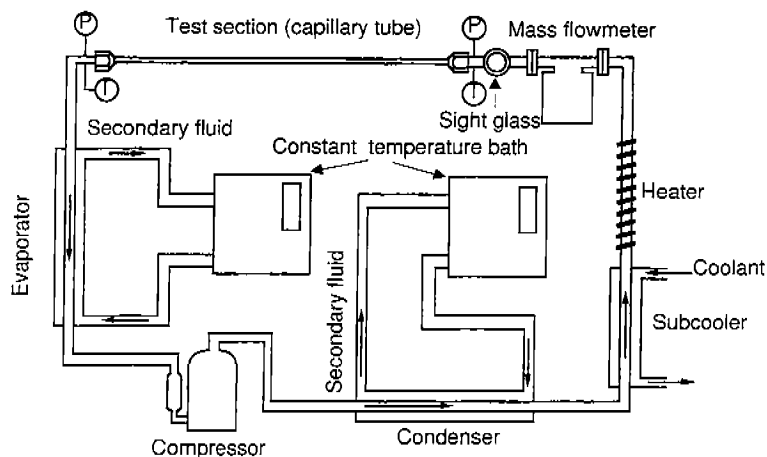 P
Test section (capillary tube)
P
Mass flowmeter
T
T
Sight glass
Secondary fluid
Constant temperature bath
Evaporator
Secondary fluid
Heater
Coolant
Subcooler
Compressor
Condenser